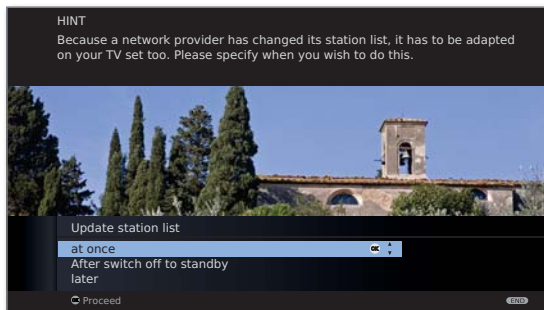 HINT
Because a network provider has changed its station list, it has to be adapted
on your TV set too. Please specify when you wish to do this.
Update station list
at once OK
After switch off to standby
later
OK Proceed
END